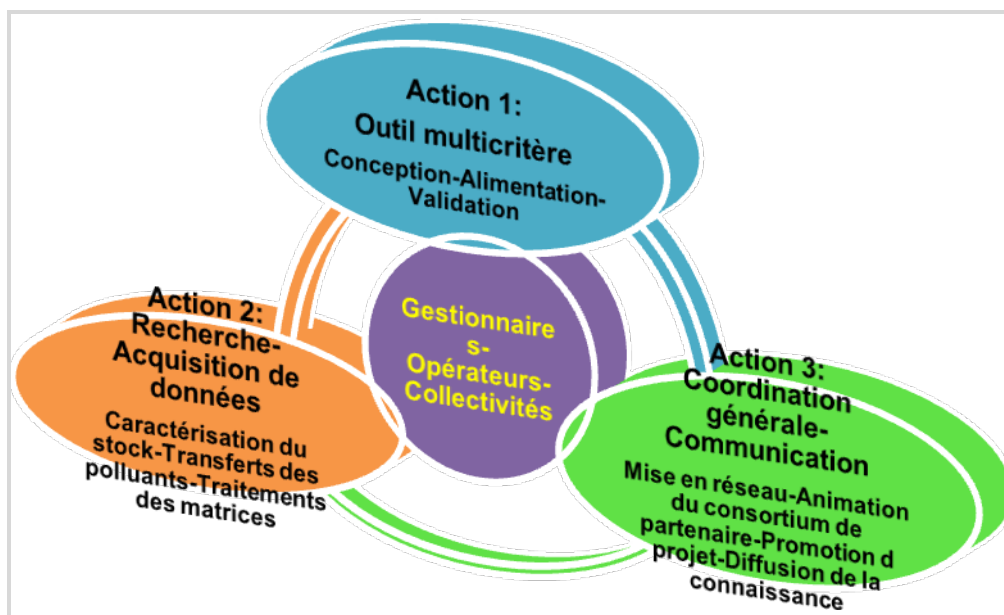 Action 1:
Outil multicritère
Conception-Alimentation-
Validation
Gestionnaire
s-
Opérateurs-
Collectivités
Action 2:
Recherche-
Acquisition de
données
Caractérisation du
stock-Transferts des
polluants-Traitements
des matrices
Action 3:
Coordination
générale-
Communication
Mise en réseau-Animation
du consortium de
partenaire-Promotion d
projet-Diffusion de la
connaissance